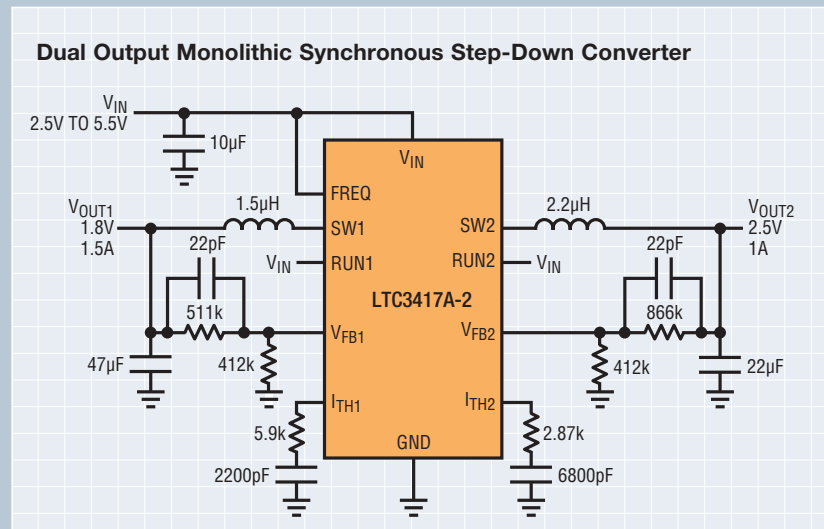 Dual Output Monolithic Synchronous Step-Down Converter
VIN
2.5V TO 5.5V
10µF
VIN
FREQ
VOUT1
1.8V
1.5A
1.5µH
SW1
SW2
2.2µH
VOUT2
2.5V
1A
22pF
VIN
RUN1
RUN2
VIN
22pF
LTC3417A-2
511k
866k
VFB1
VFB2
47µF
412k
412k
22µF
ITH1
ITH2
5.9k
2.87k
GND
2200pF
6800pF